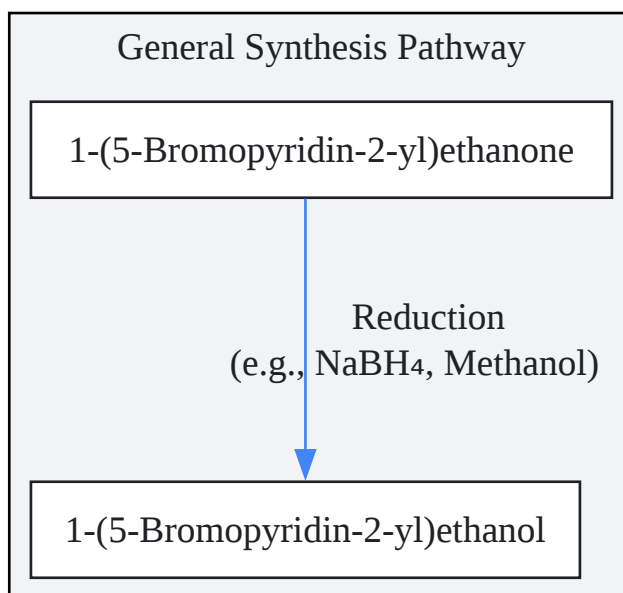 General Synthesis Pathway
1-(5-Bromopyridin-2-yl)ethanone
Reduction
(e.g., NaBH₄, Methanol)
1-(5-Bromopyridin-2-yl)ethanol